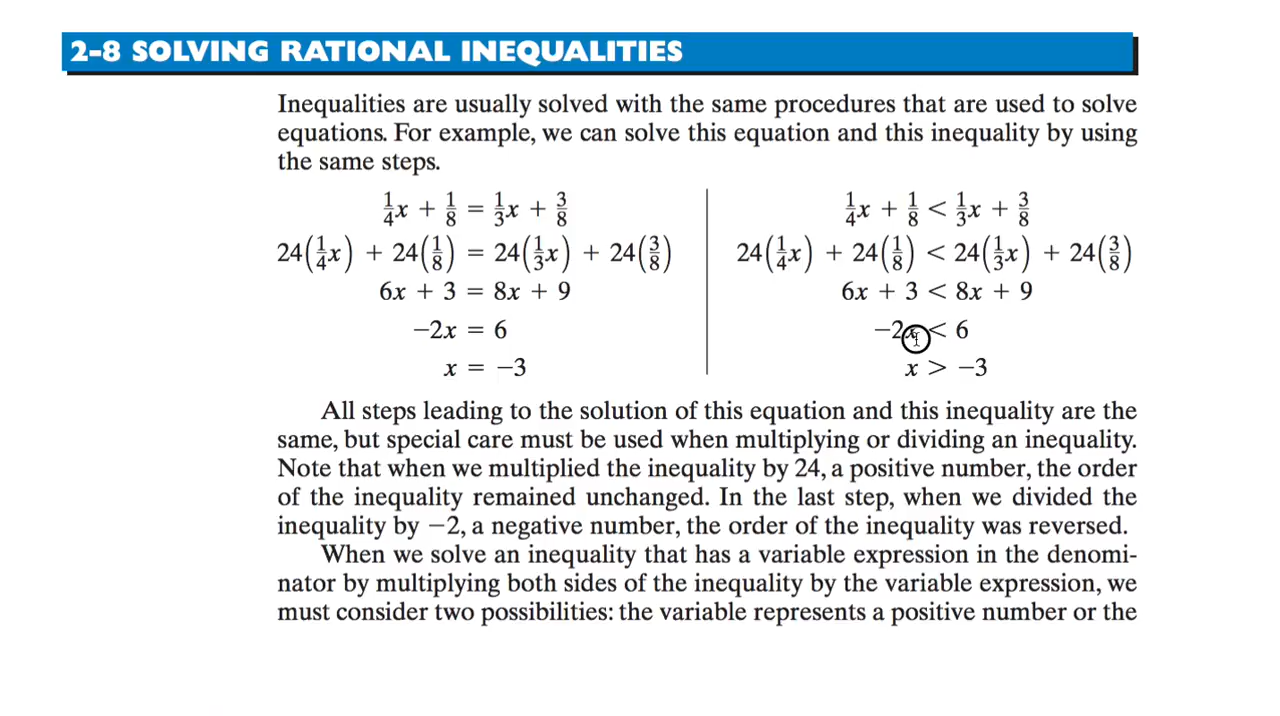 2–8 SOLVING RATIONAL INEQUALITIES
Inequalities are usually solved with the same procedures that are used to solve
equations. For example, we can solve this equation and this inequality by using
the same steps.
1/4x + 1/8 = 1/3x + 3/8
24(1/4x) + 24(1/8) = 24(1/3x) + 24(3/8)
6x + 3 = 8x + 9
−2x = 6
x = −3
1/4x + 1/8 < 1/3x + 3/8
24(1/4x) + 24(1/8) < 24(1/3x) + 24(3/8)
6x + 3 < 8x + 9
−2x < 6
x > −3
All steps leading to the solution of this equation and this inequality are the
same, but special care must be used when multiplying or dividing an inequality.
Note that when we multiplied the inequality by 24, a positive number, the order
of the inequality remained unchanged. In the last step, when we divided the
inequality by −2, a negative number, the order of the inequality was reversed.
When we solve an inequality that has a variable expression in the denomi-
nator by multiplying both sides of the inequality by the variable expression, we
must consider two possibilities: the variable represents a positive number or the